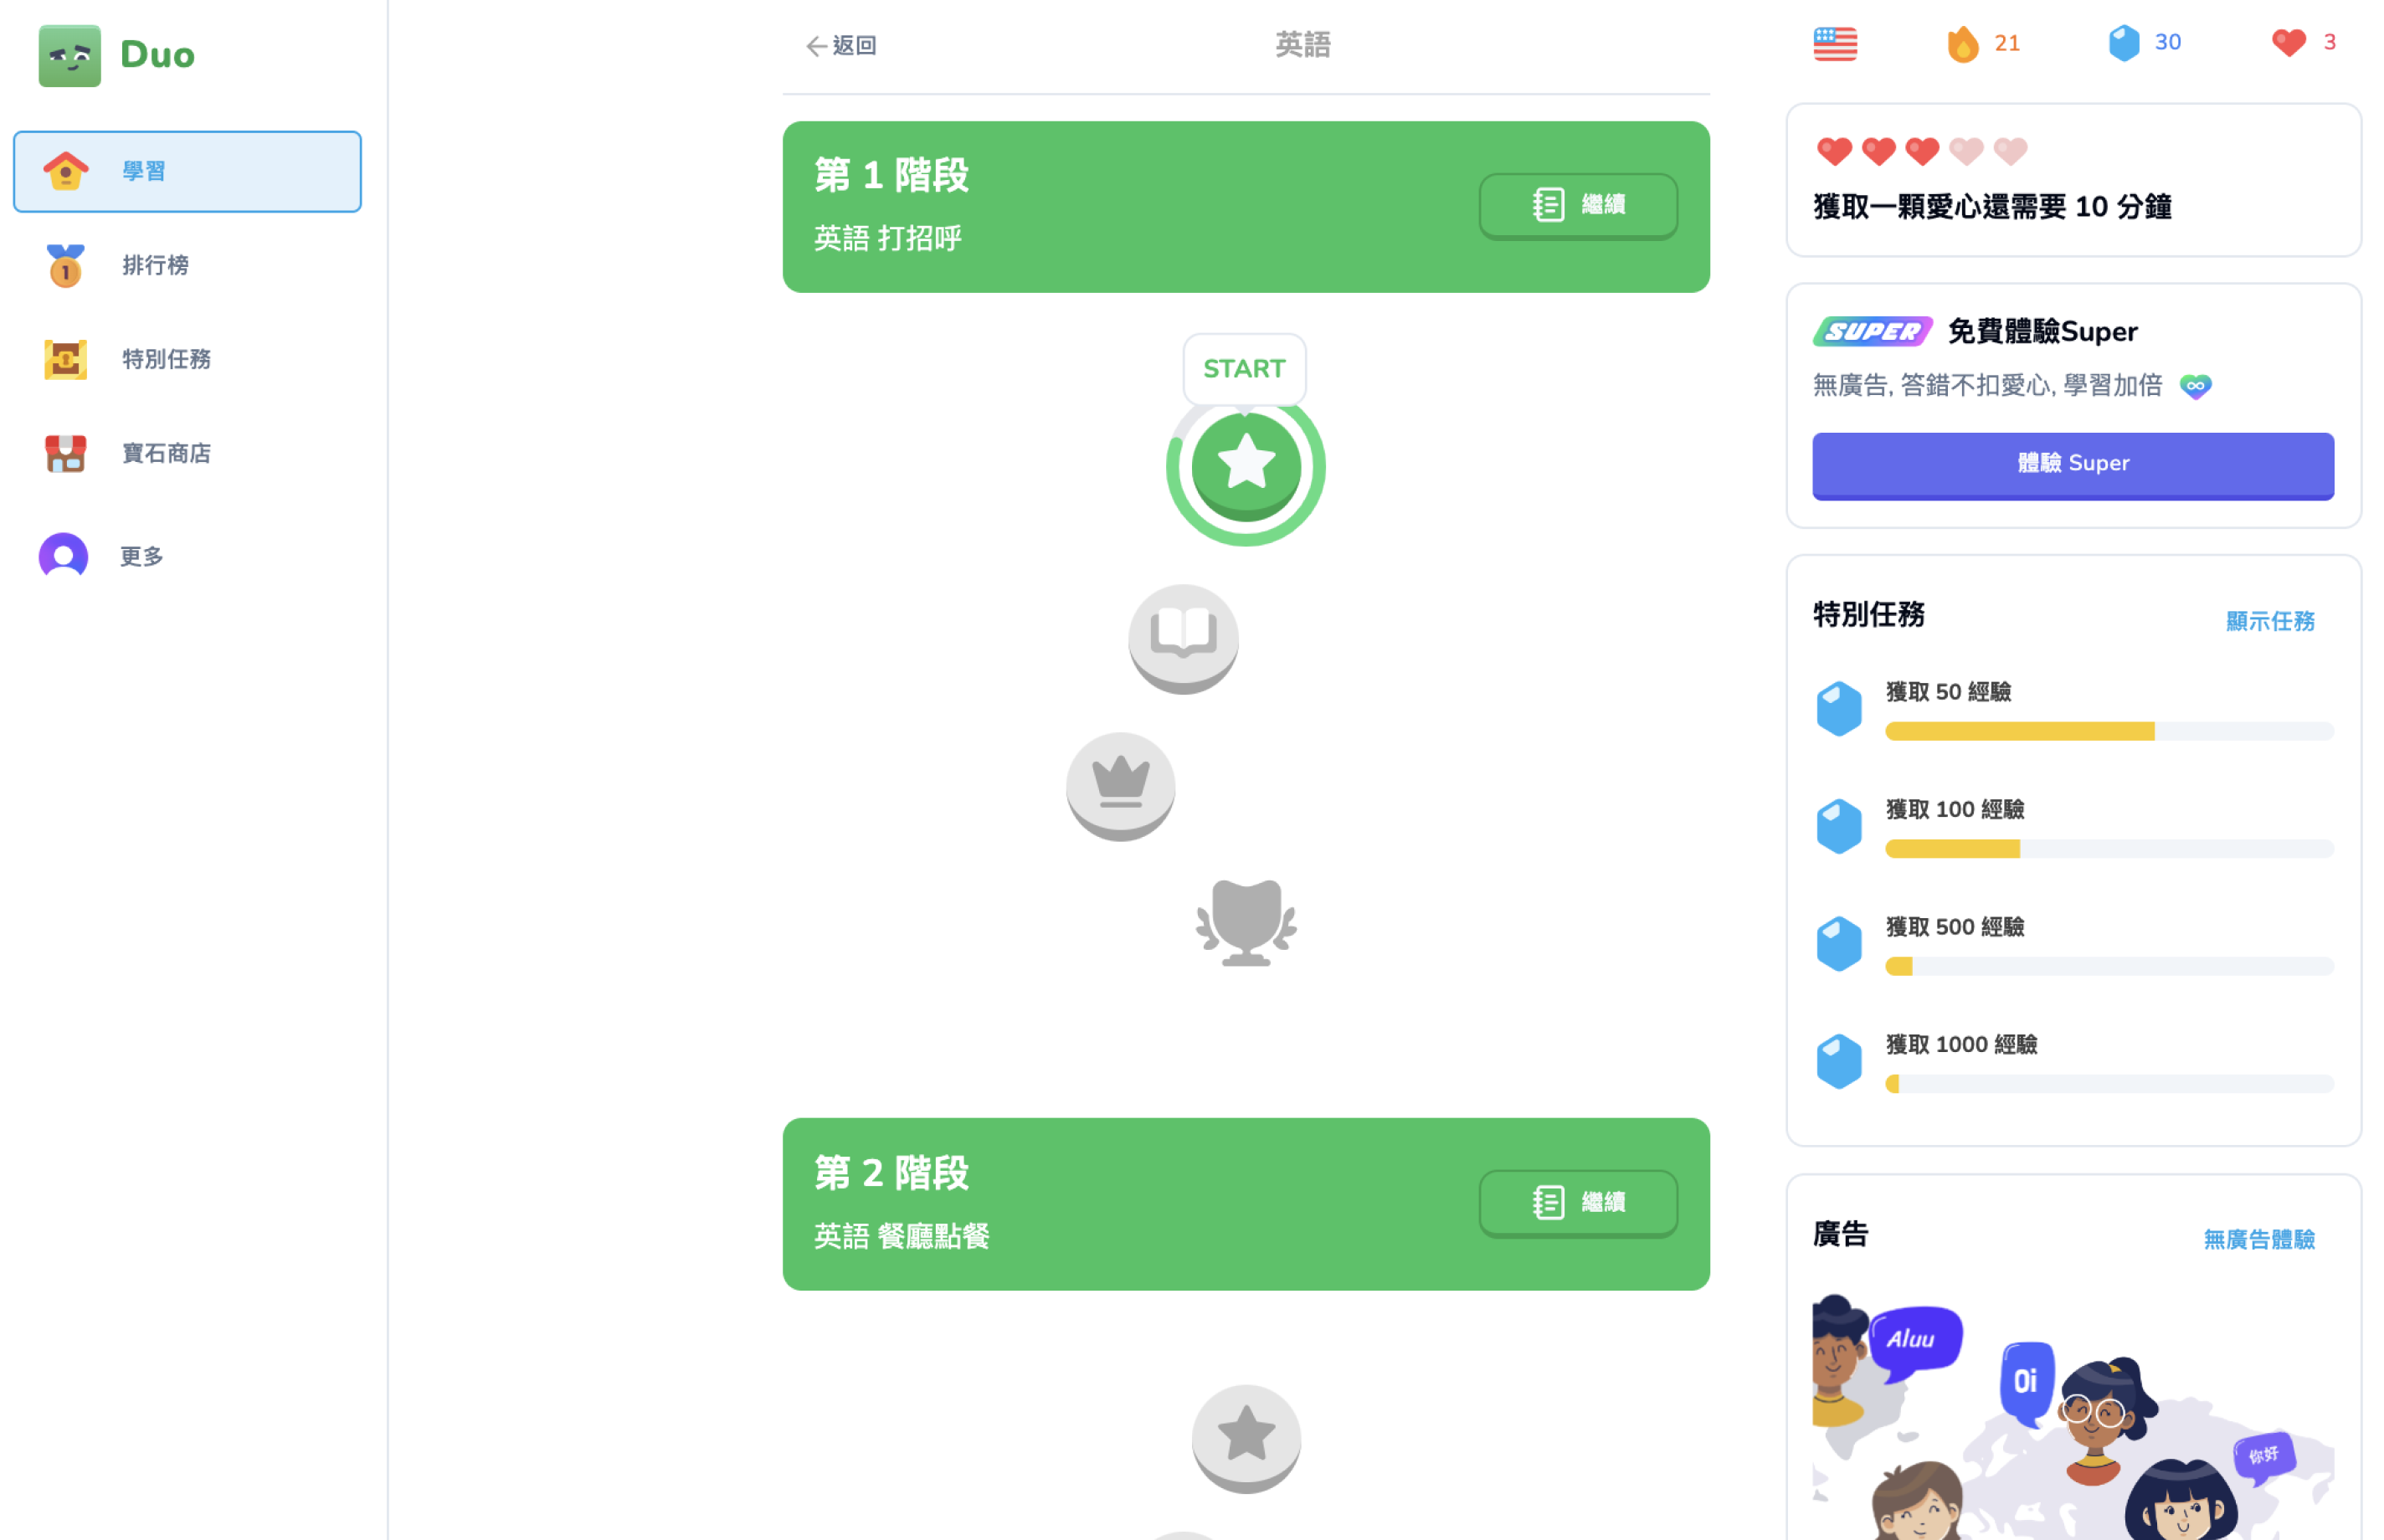 Duo
學習
排行榜
1
特別任務
寶石商店
更多
返回
英語
第 1 階段
英語 打招呼
繼續
START
第 2 階段
英語 餐廳點餐
繼續
21
30
3
獲取一顆愛心還需要 10 分鐘
SUPER 免費體驗Super
無廣告, 答錯不扣愛心, 學習加倍
體驗 Super
特別任務
顯示任務
獲取 50 經驗
獲取 100 經驗
獲取 500 經驗
獲取 1000 經驗
廣告
無廣告體驗
Aluu
Oi
你好